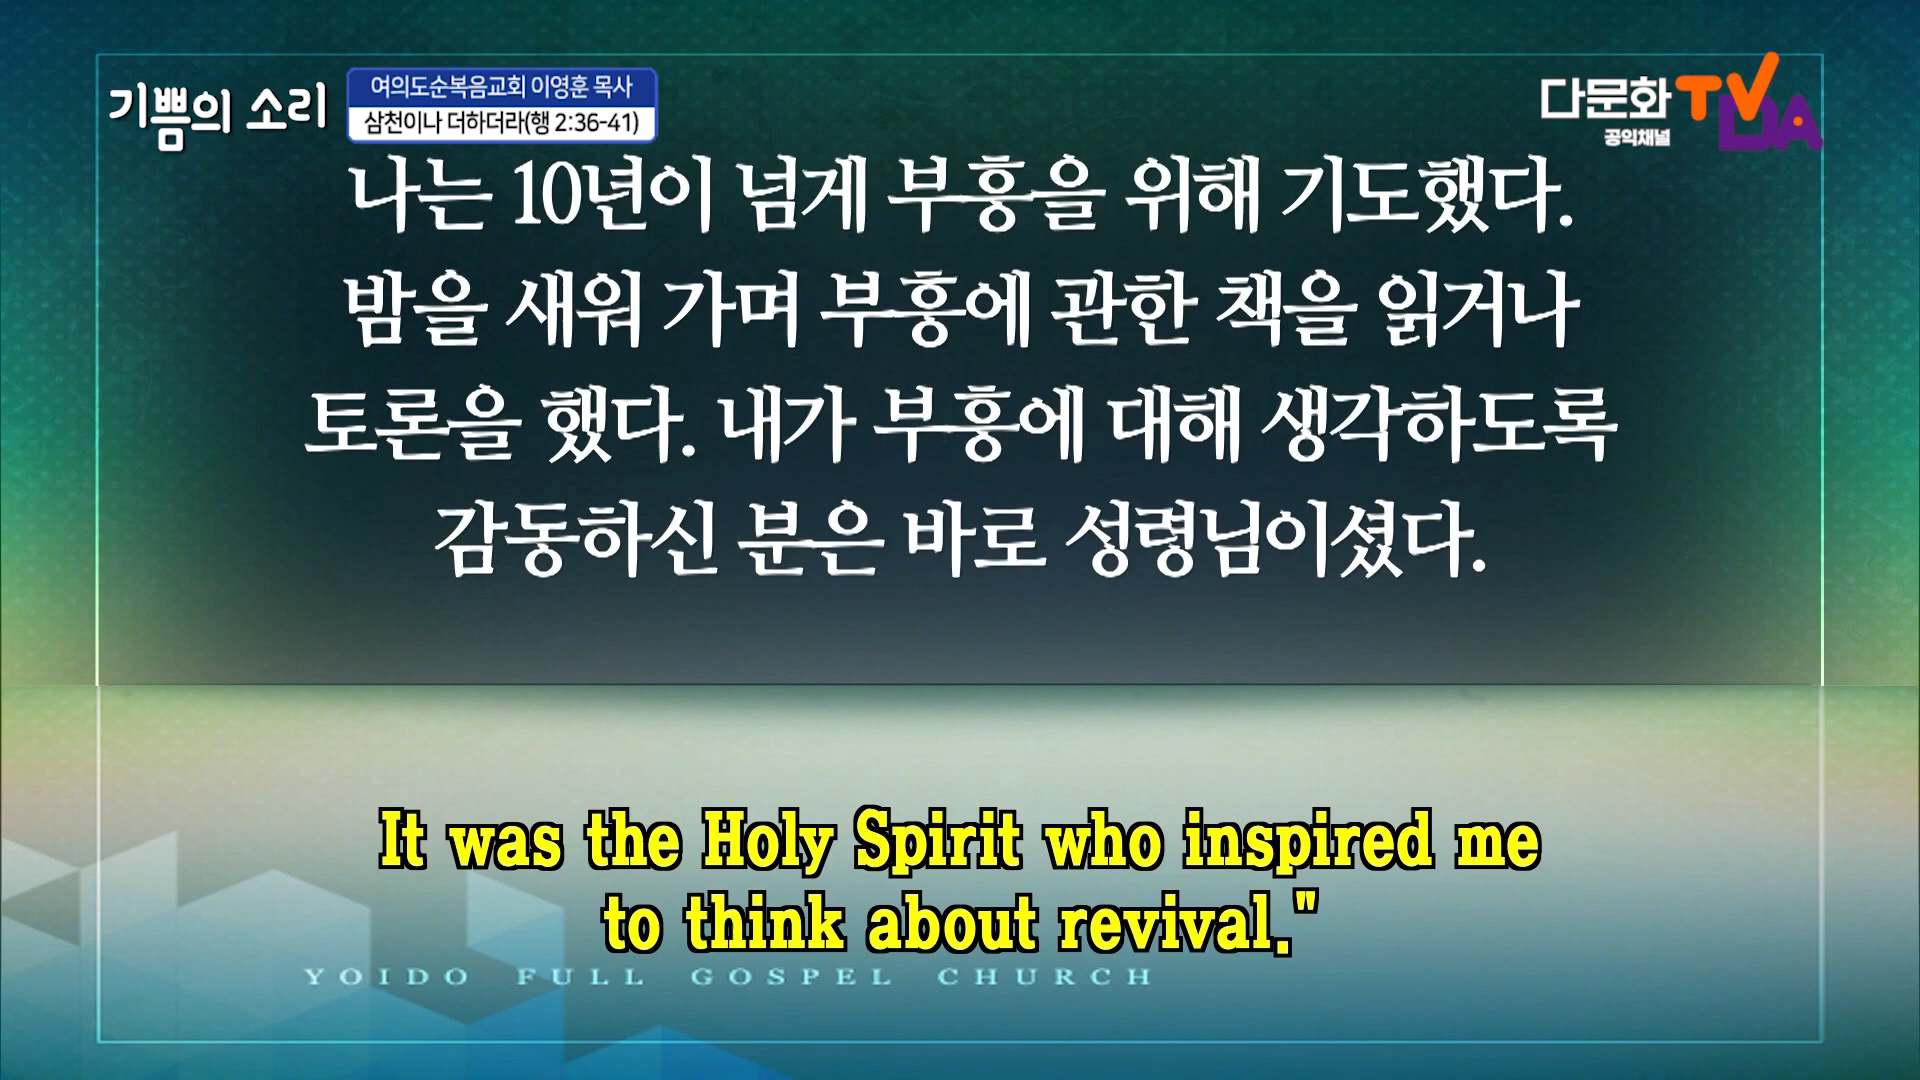 기쁨의 소리
여의도순복음교회 이영훈 목사
삼천이나 더하더라(행 2:36-41)
다문화 TV
DA
공익채널
나는 10년이 넘게 부흥을 위해 기도했다.
밤을 새워 가며 부흥에 관한 책을 읽거나
토론을 했다. 내가 부흥에 대해 생각하도록
감동하신 분은 바로 성령님이셨다.
It was the Holy Spirit who inspired me
to think about revival."
YOIDO FULL GOSPEL CHURCH